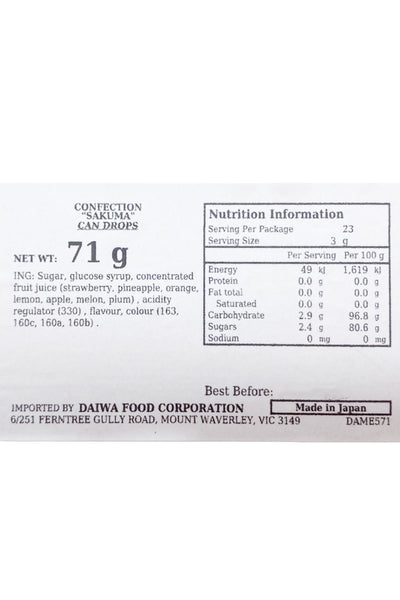 CONFECTION
"SAKUMA"
CAN DROPS
NET WT: 71 g
ING: Sugar, glucose syrup, concentrated
fruit juice (strawberry, pineapple, orange,
lemon, apple, melon, plum) , acidity
regulator (330) , flavour, colour (163,
160c, 160a, 160b) .
Nutrition Information
Serving Per Package 23
Serving Size 3 g
Per Serving Per 100 g
Energy 49 kJ 1,619 kJ
Protein 0.0 g 0.0 g
Fat total 0.0 g 0.0 g
Saturated 0.0 g 0.0 g
Carbohydrate 2.9 g 96.8 g
Sugars 2.4 g 80.6 g
Sodium 0 mg 0 mg
Best Before:
IMPORTED BY DAIWA FOOD CORPORATION Made in Japan
6/251 FERNTREE GULLY ROAD, MOUNT WAVERLEY, VIC 3149 DAME571